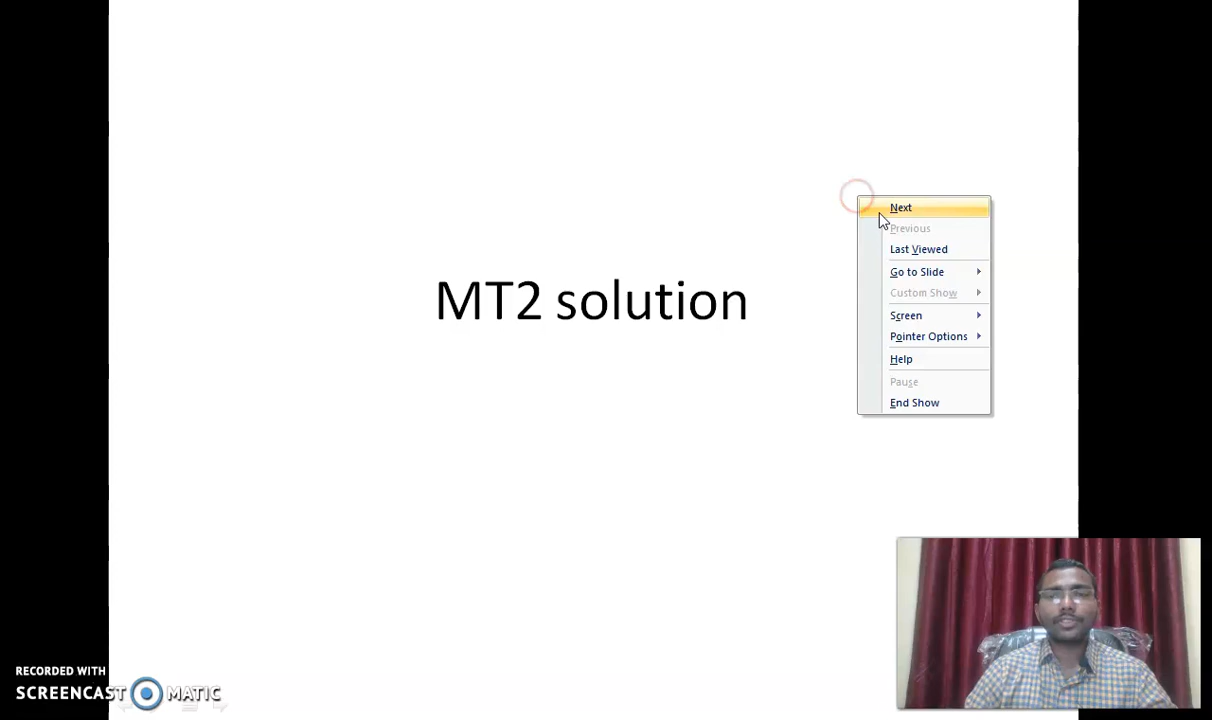 MT2 solution
Next
Previous
Last Viewed
Go to Slide
Custom Show
Screen
Pointer Options
Help
Pause
End Show
RECORDED WITH
SCREENCAST MATIC